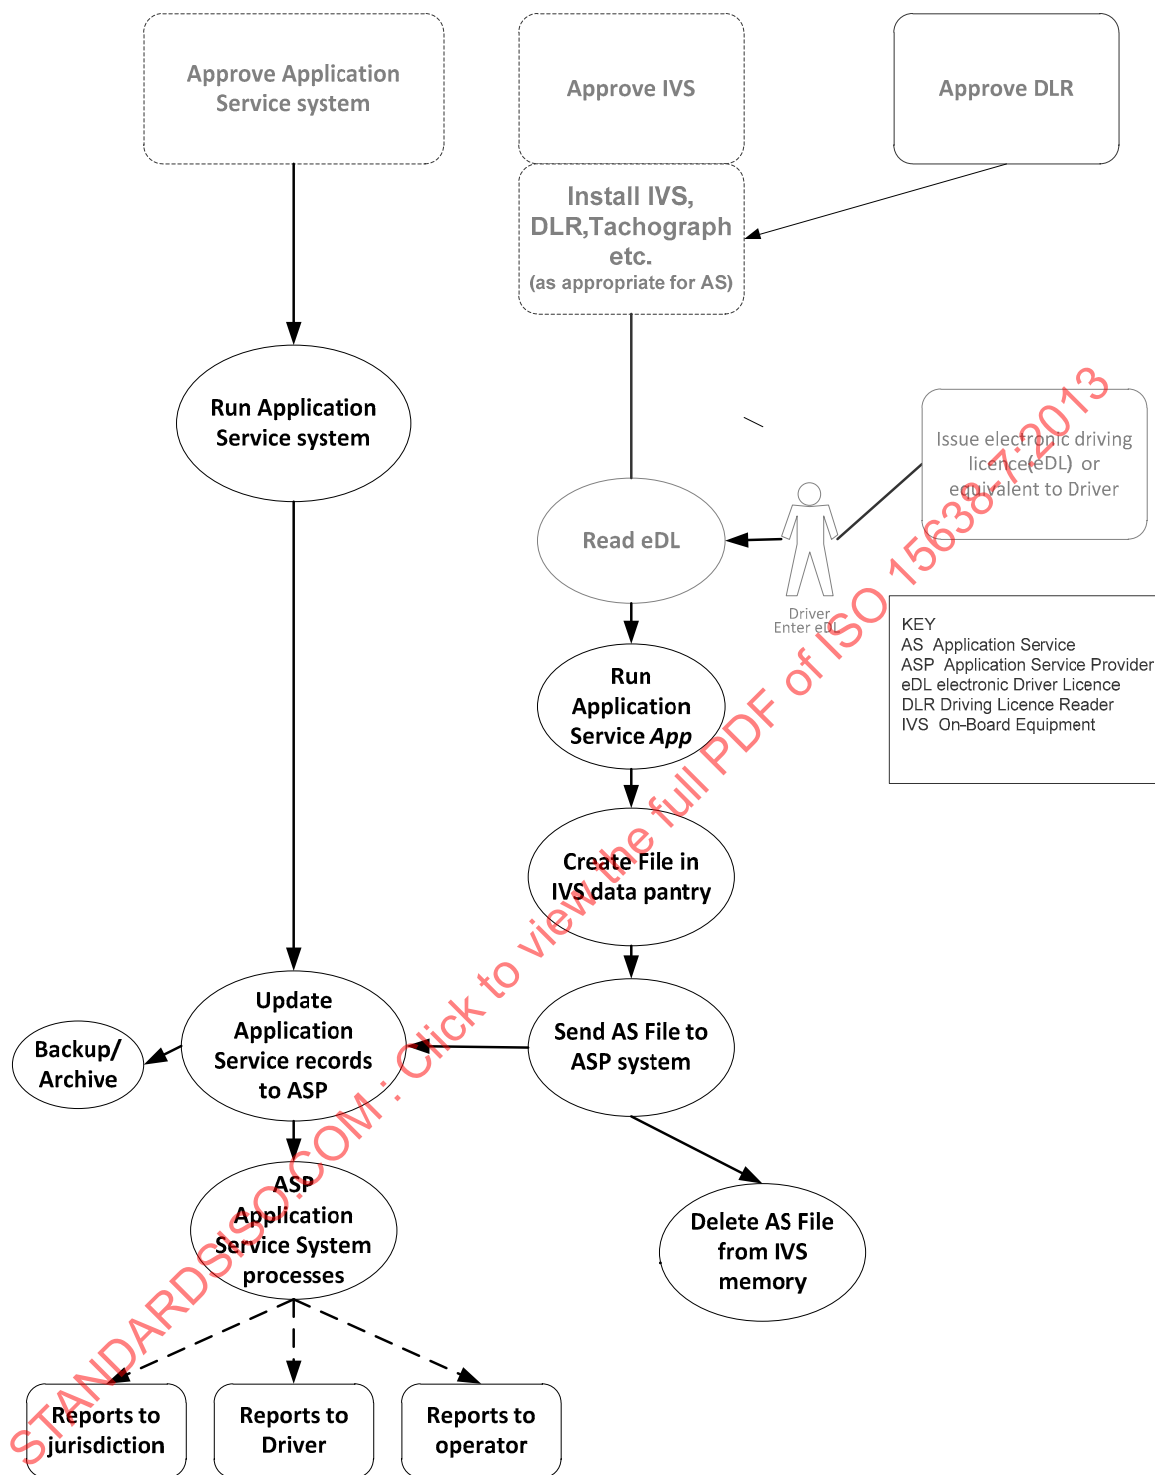 Approve Application
Service system
Approve IVS
Approve DLR
Install IVS,
DLR,Tachograph
etc.
(as appropriate for AS)
Run Application
Service system
Issue electronic driving
licence(eDL) or
equivalent to Driver
Read eDL
Driver
Enter eDL
KEY
AS Application Service
ASP Application Service Provider
eDL electronic Driver Licence
DLR Driving Licence Reader
IVS On-Board Equipment
Run
Application
Service App
Create File in
IVS data pantry
Update
Application
Service records
to ASP
Send AS File to
ASP system
Backup/
Archive
ASP
Application
Service System
processes
Delete AS File
from IVS
memory
Reports to
jurisdiction
Reports to
Driver
Reports to
operator
STANDARDSISO.COM : Click to view the full PDF of ISO 15638-7:2013